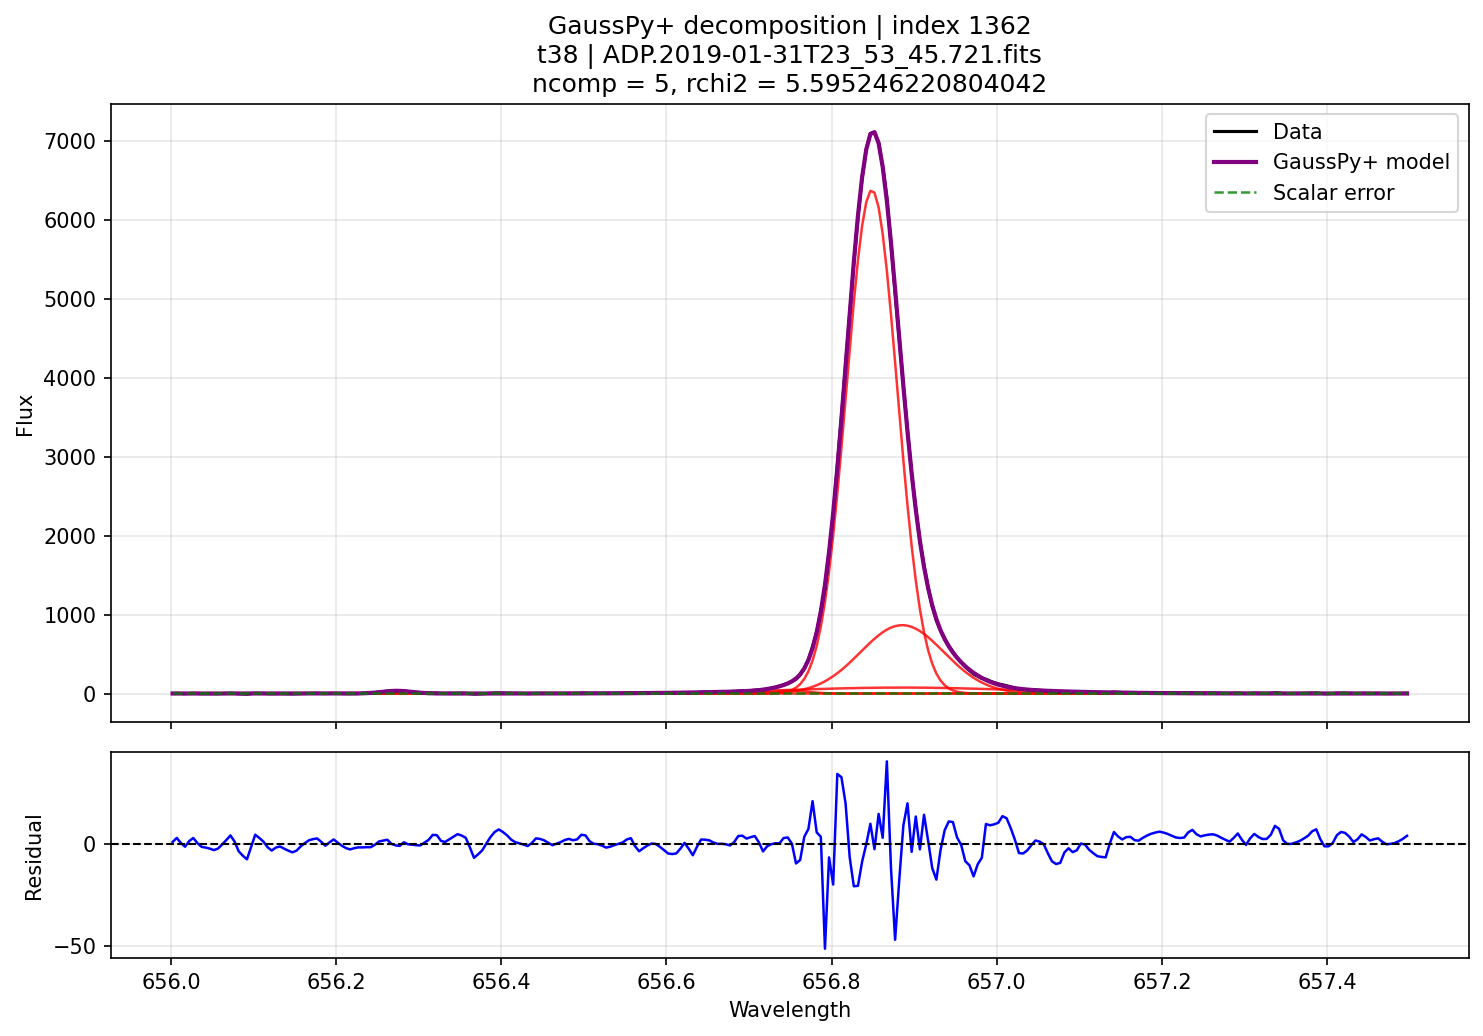 GaussPy+ decomposition | index 1362
t38 | ADP.2019-01-31T23_53_45.721.fits
ncomp = 5, rchi2 = 5.595246220804042
Data
GaussPy+ model
Scalar error
7000
6000
5000
4000
3000
2000
1000
0
Flux
0
−50
Residual
656.0
656.2
656.4
656.6
656.8
657.0
657.2
657.4
Wavelength